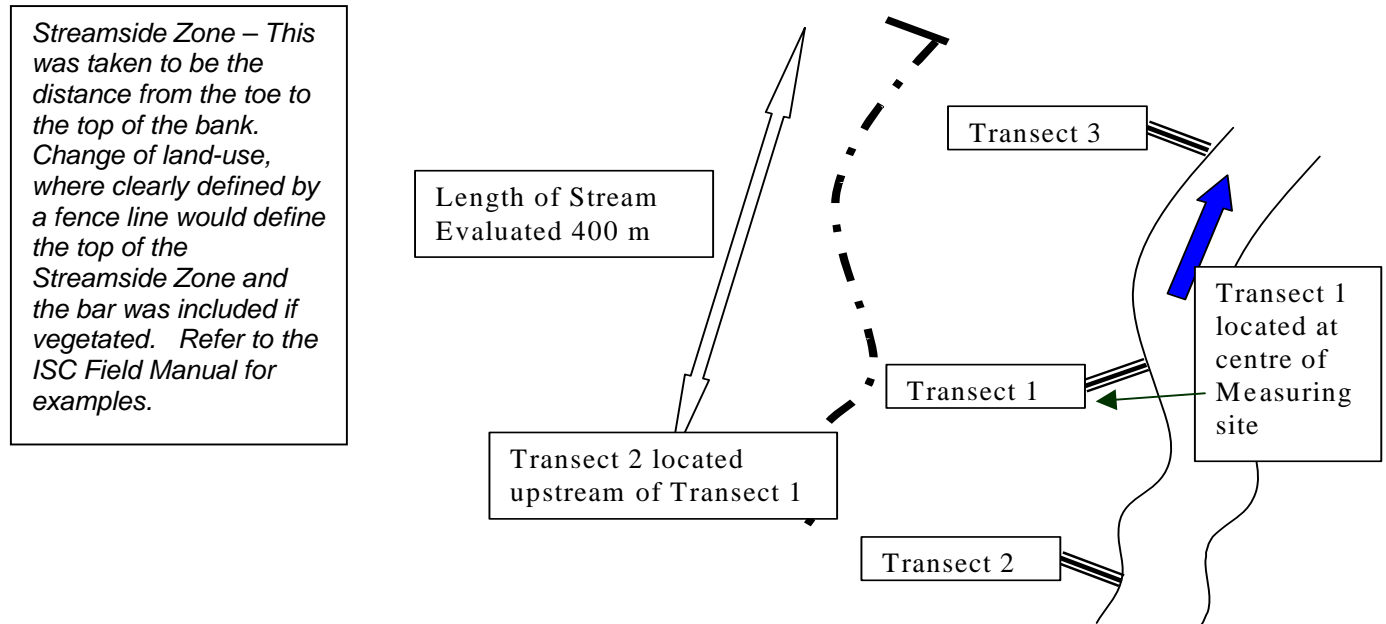 Streamside Zone – This
was taken to be the
distance from the toe to
the top of the bank.
Change of land-use,
where clearly defined by
a fence line would define
the top of the
Streamside Zone and
the bar was included if
vegetated. Refer to the
ISC Field Manual for
examples.
Length of Stream
Evaluated 400 m
Transect 3
Transect 1
located at
centre of
Measuring
site
Transect 1
Transect 2 located
upstream of Transect 1
Transect 2